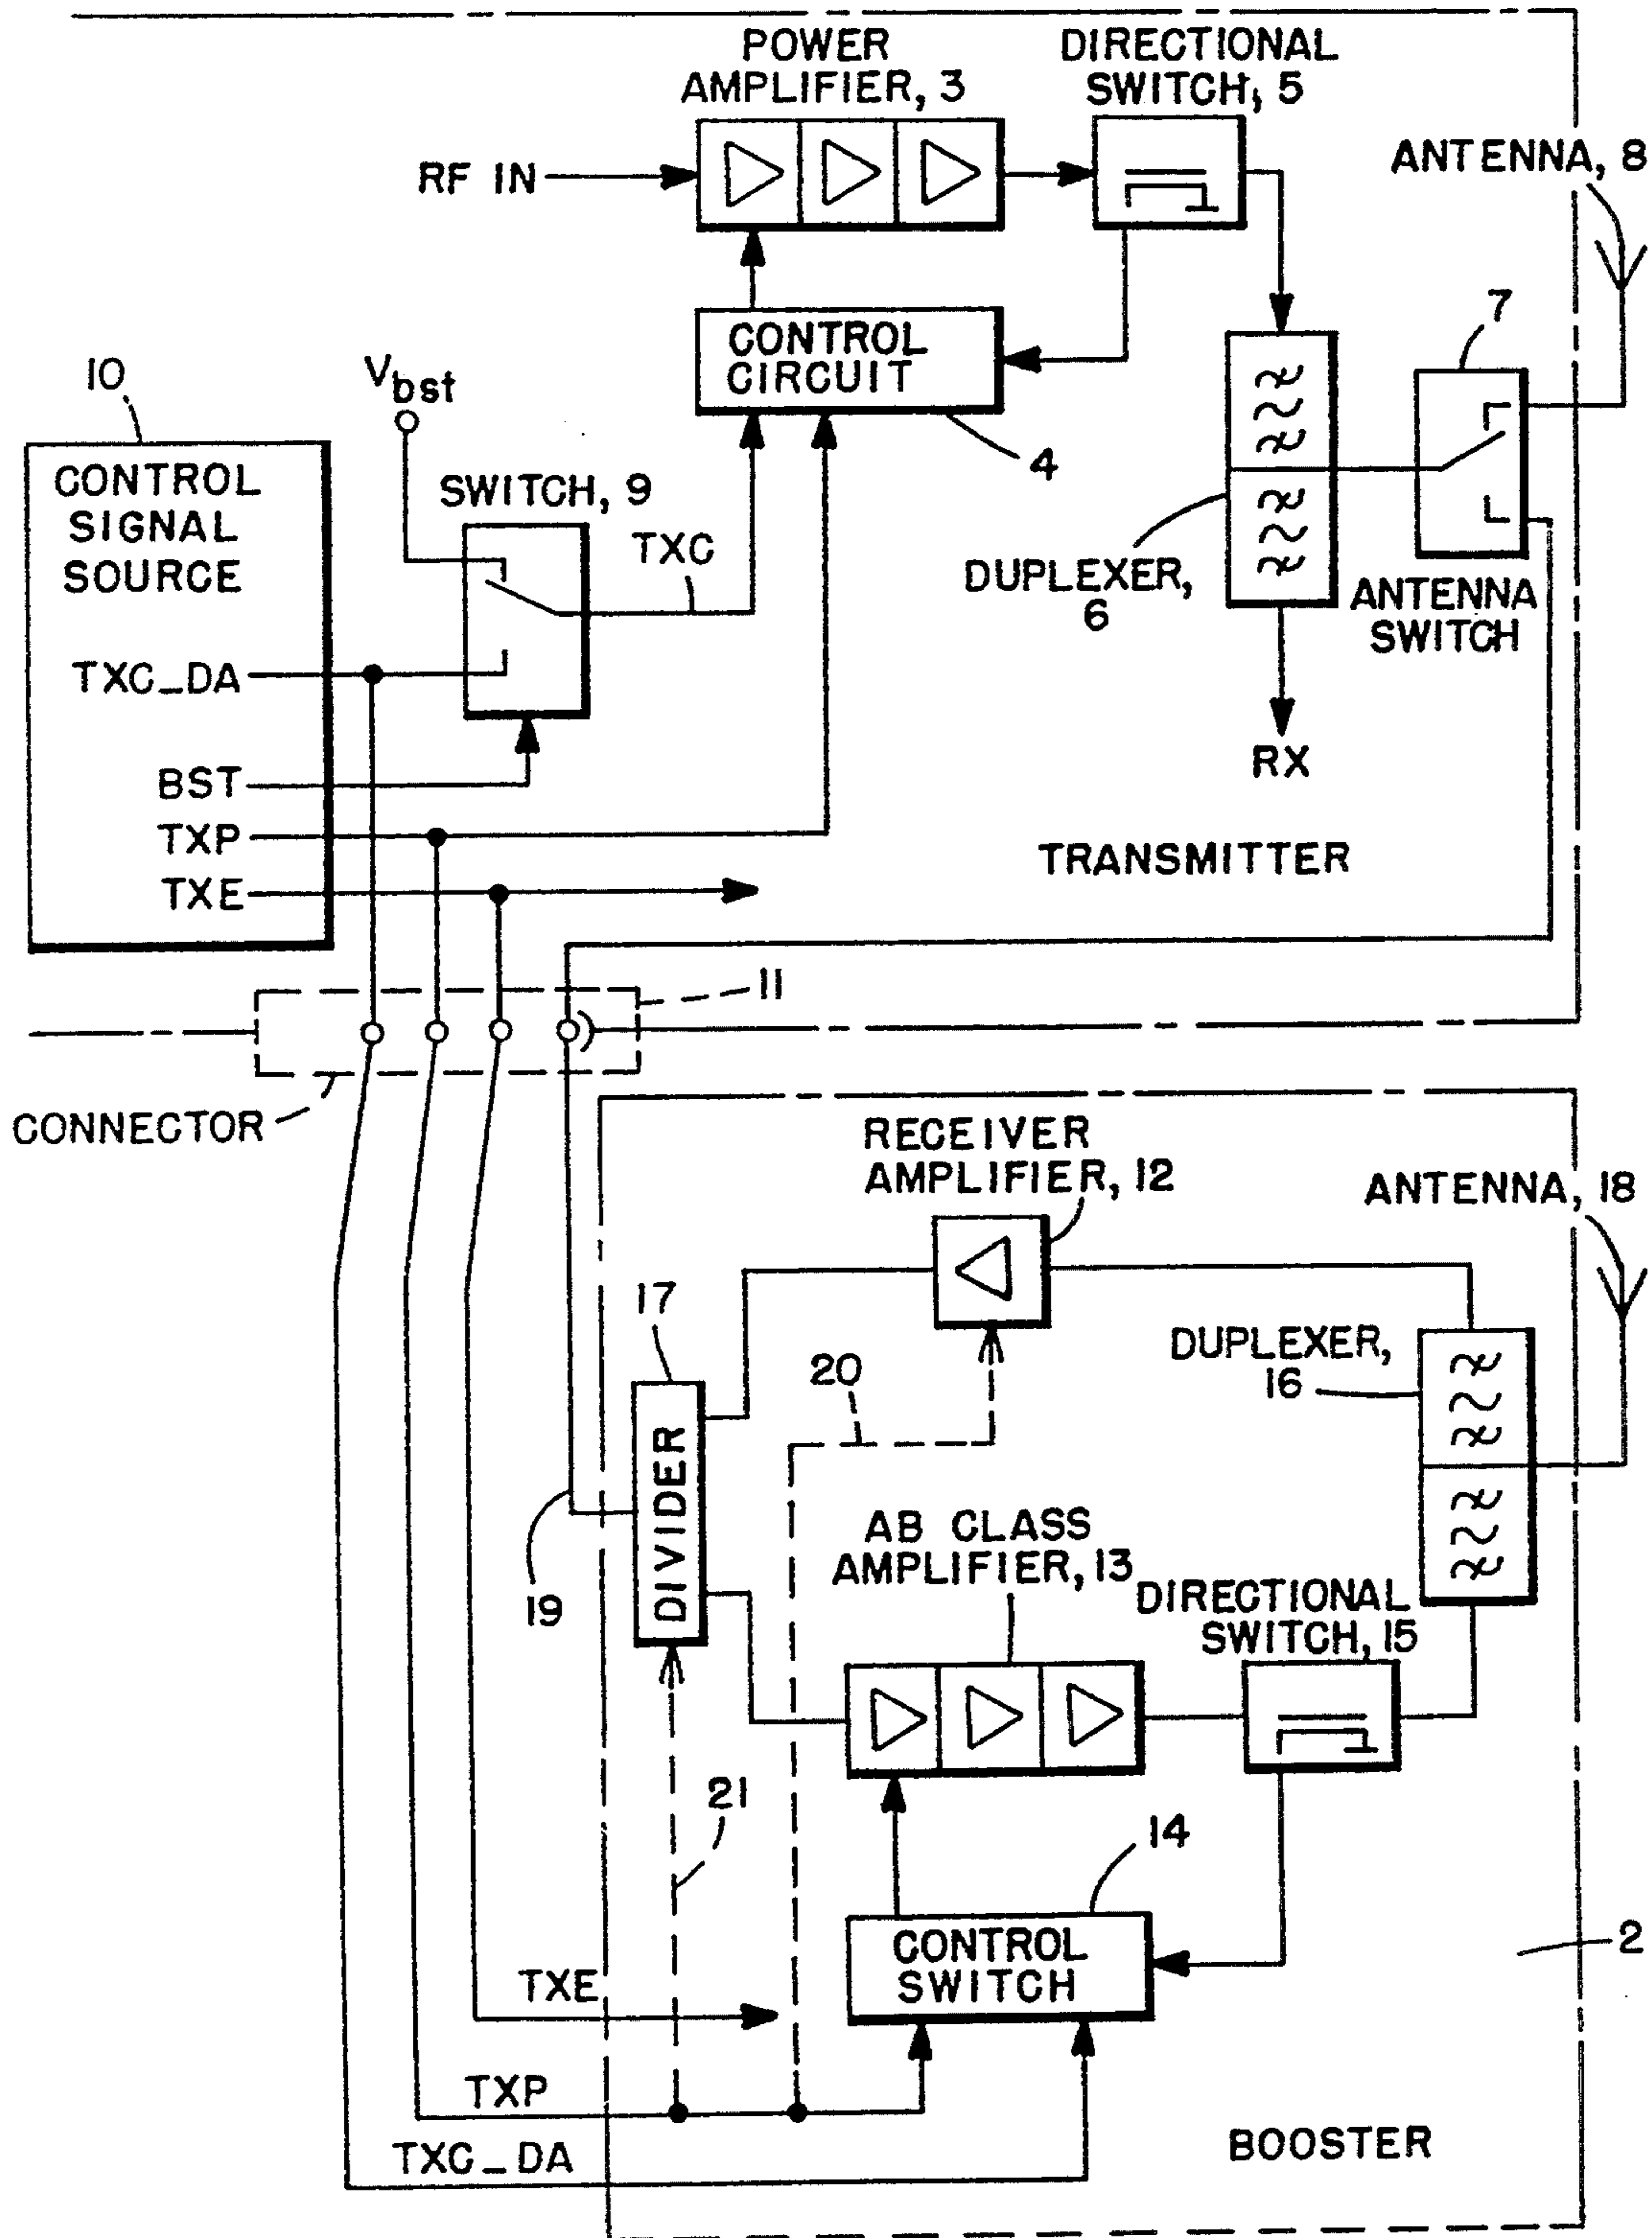 POWER
AMPLIFIER, 3
DIRECTIONAL
SWITCH, 5
ANTENNA, 8
RF IN
CONTROL
CIRCUIT
4
7
10
Vbst
CONTROL
SIGNAL
SOURCE
SWITCH, 9
TXC
DUPLEXER,
6
ANTENNA
SWITCH
TXC_DA
BST
TXP
TXE
RX
TRANSMITTER
11
CONNECTOR
RECEIVER
AMPLIFIER, 12
ANTENNA, 18
17
20
DUPLEXER,
16
DIVIDER
19
AB CLASS
AMPLIFIER, 13
DIRECTIONAL
SWITCH, 15
21
14
CONTROL
SWITCH
2
TXE
TXP
TXC_DA
BOOSTER